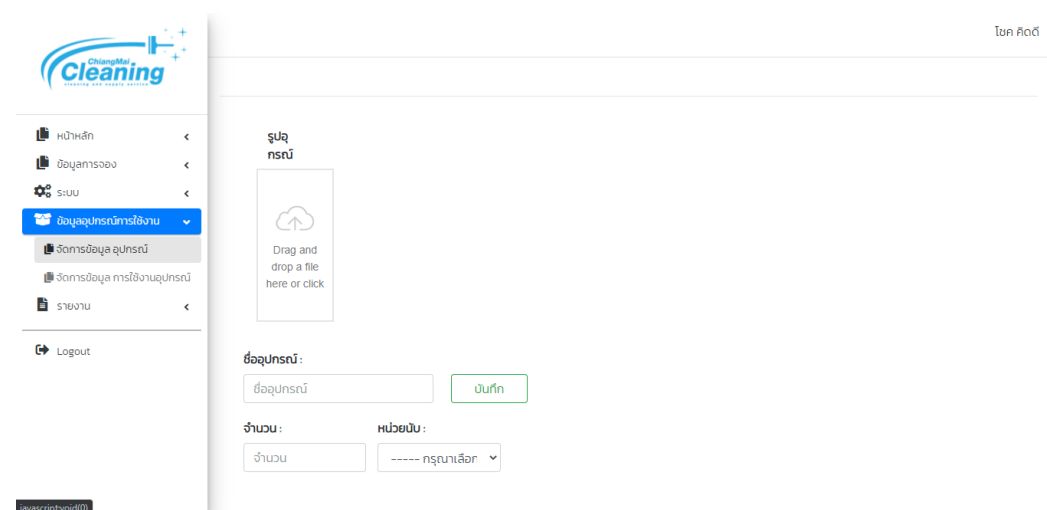 โชค คิดดี
ChiangMai
Cleaning
cleaning and supply service
หน้าหลัก
ข้อมูลการจอง
ระบบ
ข้อมูลอุปกรณ์การใช้งาน
จัดการข้อมูล อุปกรณ์
จัดการข้อมูล การใช้งานอุปกรณ์
รายงาน
Logout
รูปอุ
กรณ์
Drag and
drop a file
here or click
ชื่ออุปกรณ์ :
ชื่ออุปกรณ์
บันทึก
จำนวน : หน่วยนับ :
จำนวน ----- กรุณาเลือก
javascript:void(0)